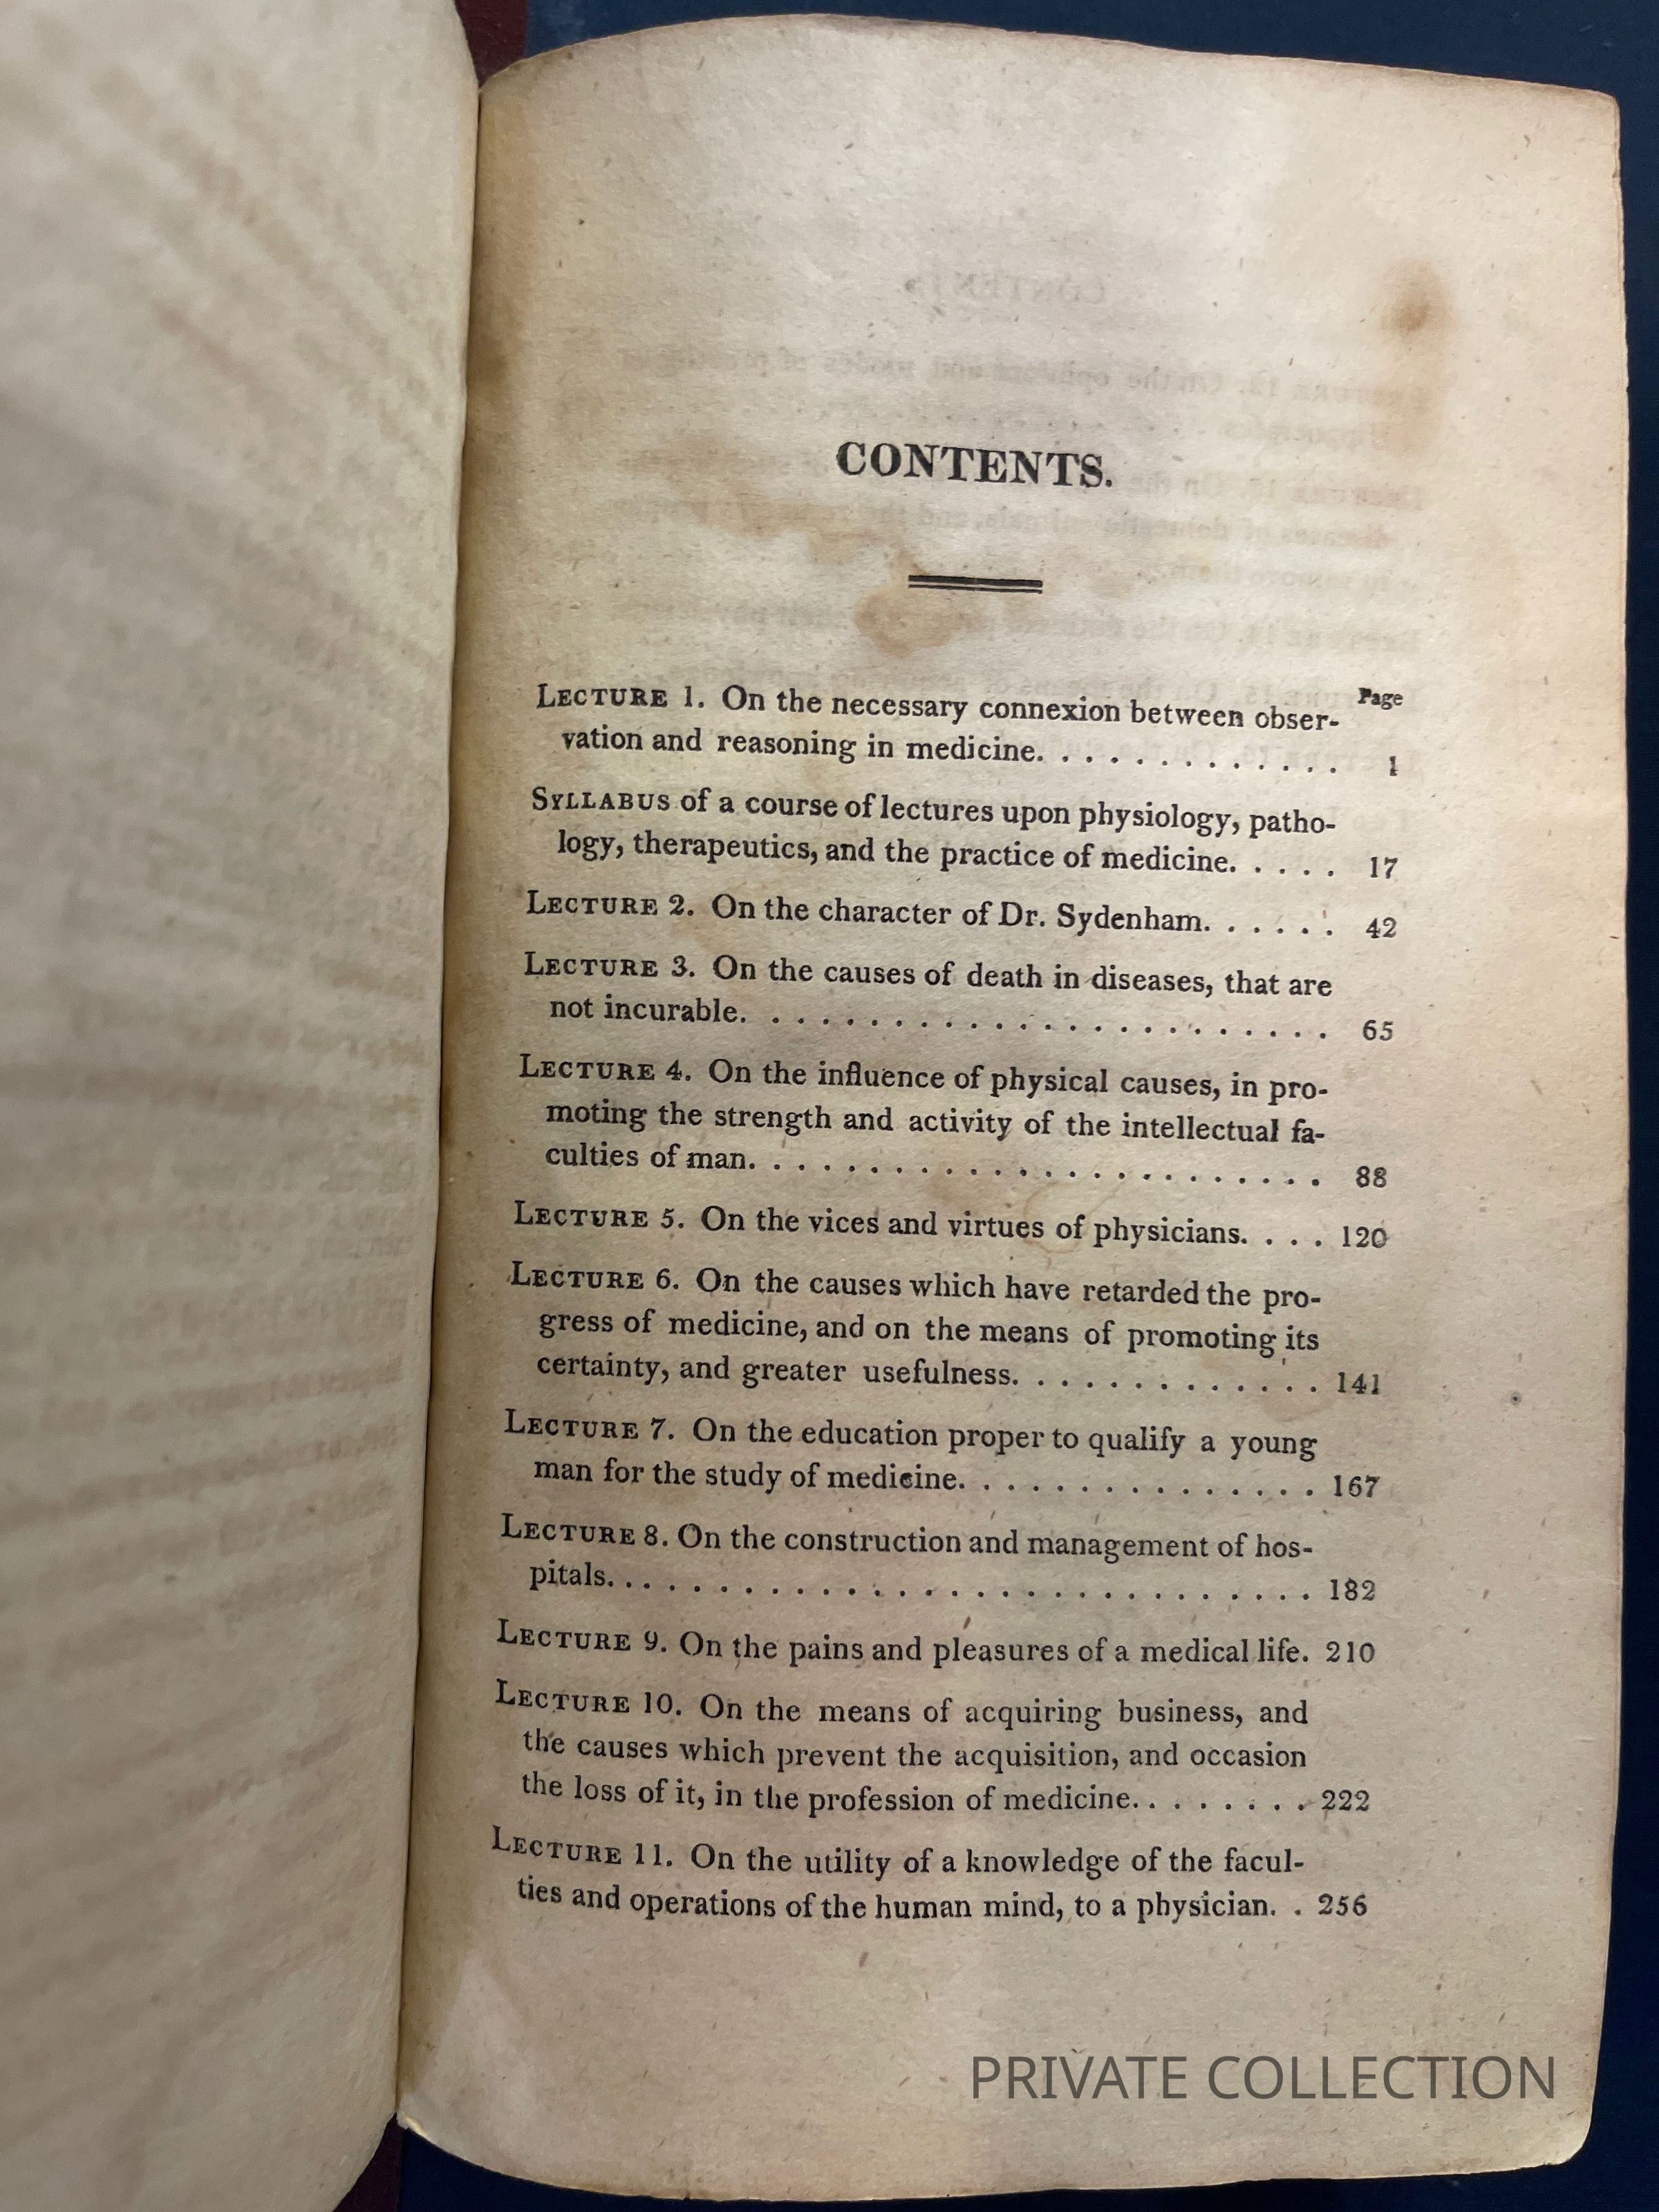 CONTENTS.
Page
LECTURE 1. On the necessary connexion between obser-
vation and reasoning in medicine. . . . . . . . . . . . . 1
SYLLABUS of a course of lectures upon physiology, patho-
logy, therapeutics, and the practice of medicine. . . . . 17
LECTURE 2. On the character of Dr. Sydenham. . . . . . 42
LECTURE 3. On the causes of death in diseases, that are
not incurable. . . . . . . . . . . . . . . . . . . . . . . . 65
LECTURE 4. On the influence of physical causes, in pro-
moting the strength and activity of the intellectual fa-
culties of man. . . . . . . . . . . . . . . . . . . . . . . . 88
LECTURE 5. On the vices and virtues of physicians. . . . 120
LECTURE 6. On the causes which have retarded the pro-
gress of medicine, and on the means of promoting its
certainty, and greater usefulness. . . . . . . . . . . . . 141
LECTURE 7. On the education proper to qualify a young
man for the study of medicine. . . . . . . . . . . . . . . 167
LECTURE 8. On the construction and management of hos-
pitals. . . . . . . . . . . . . . . . . . . . . . . . . . . . . 182
LECTURE 9. On the pains and pleasures of a medical life. 210
LECTURE 10. On the means of acquiring business, and
the causes which prevent the acquisition, and occasion
the loss of it, in the profession of medicine. . . . . . . . 222
LECTURE 11. On the utility of a knowledge of the facul-
ties and operations of the human mind, to a physician. . 256
PRIVATE COLLECTION